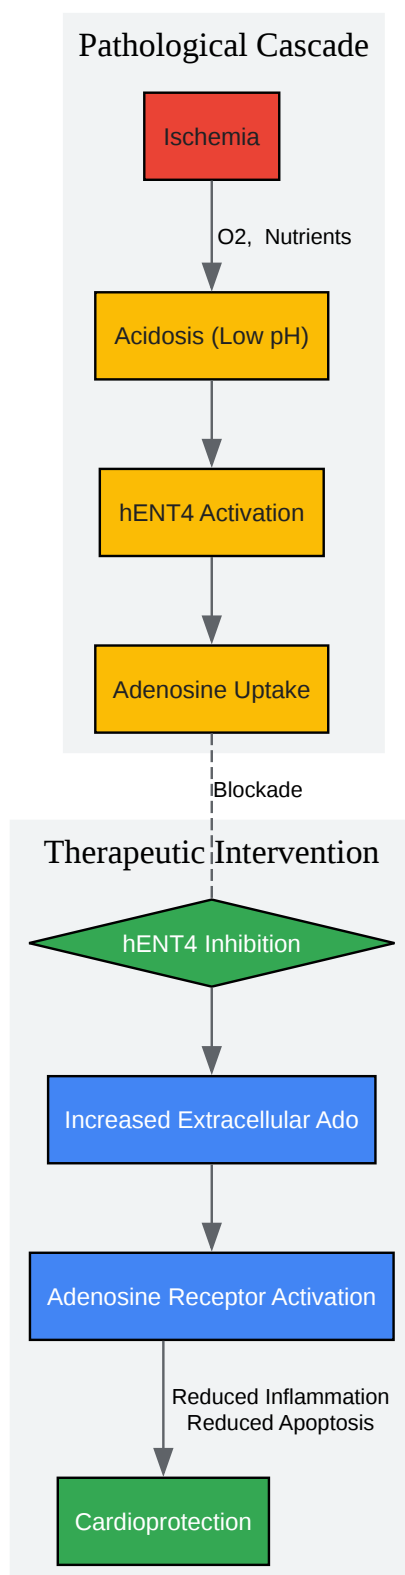 Pathological Cascade
Ischemia
O2,  Nutrients
Acidosis (Low pH)
hENT4 Activation
Adenosine Uptake
Blockade
Therapeutic Intervention
hENT4 Inhibition
Increased Extracellular Ado
Adenosine Receptor Activation
Reduced Inflammation
Reduced Apoptosis
Cardioprotection